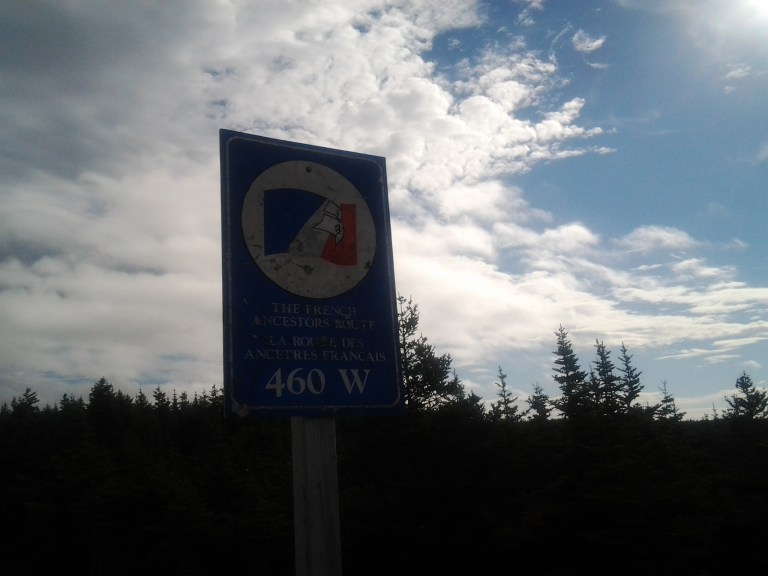 THE FRENCH
ANCESTORS ROUTE
LA ROUTE DES
ANCETRES FRANCAIS
460 W